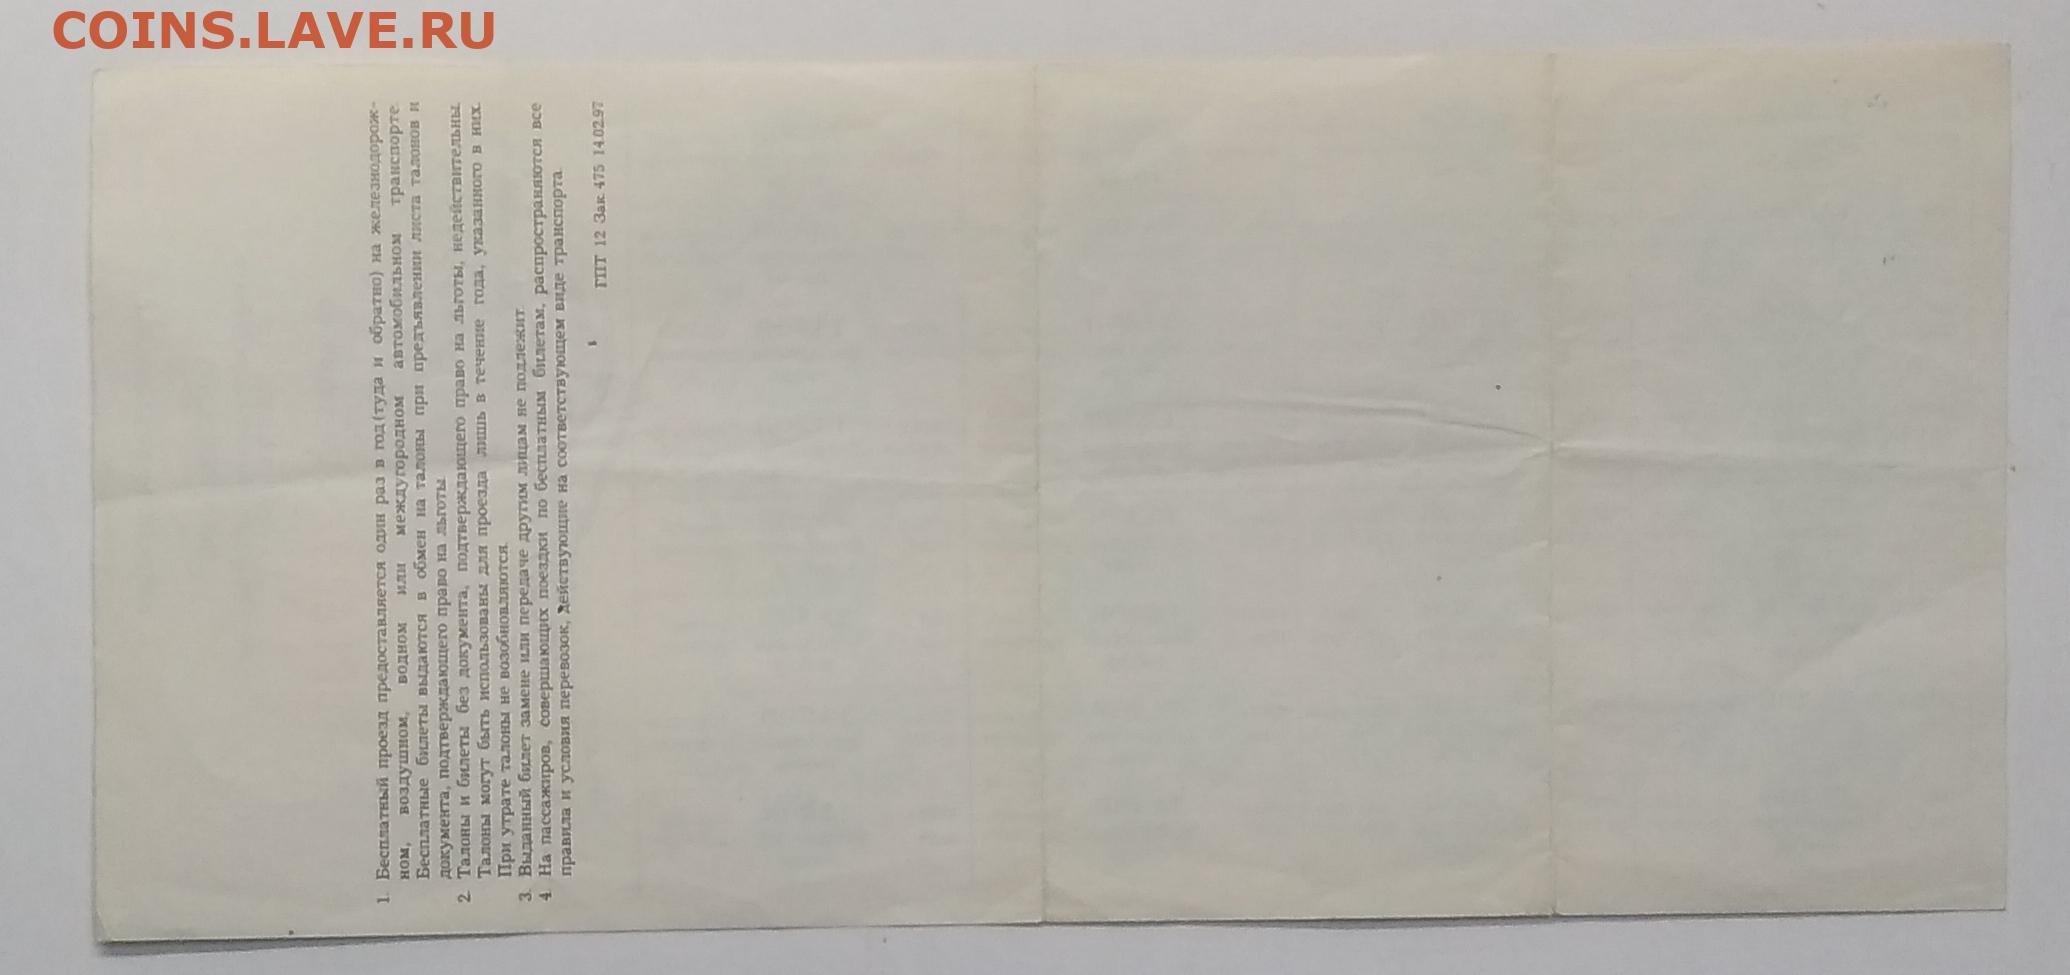 COINS.LAVE.RU
1. Бесплатный проезд предоставляется один раз в год (туда и обратно) на железнодорож-
ном, воздушном, водном или междугородном автомобильном транспорте.
Бесплатные билеты выдаются в обмен на талоны при предъявлении листа талонов и
документа, подтверждающего право на льготы.
2. Талоны и билеты без документа, подтверждающего право на льготы, недействительны.
Талоны могут быть использованы для проезда лишь в течение года, указанного в них.
При утрате талоны не возобновляются.
3. Выданный билет замене или передаче другим лицам не подлежит.
4. На пассажиров, совершающих поездки по бесплатным билетам, распространяются все
правила и условия перевозок, действующие на соответствующем виде транспорта.
ГПТ 12 Зак. 475 14.02.97